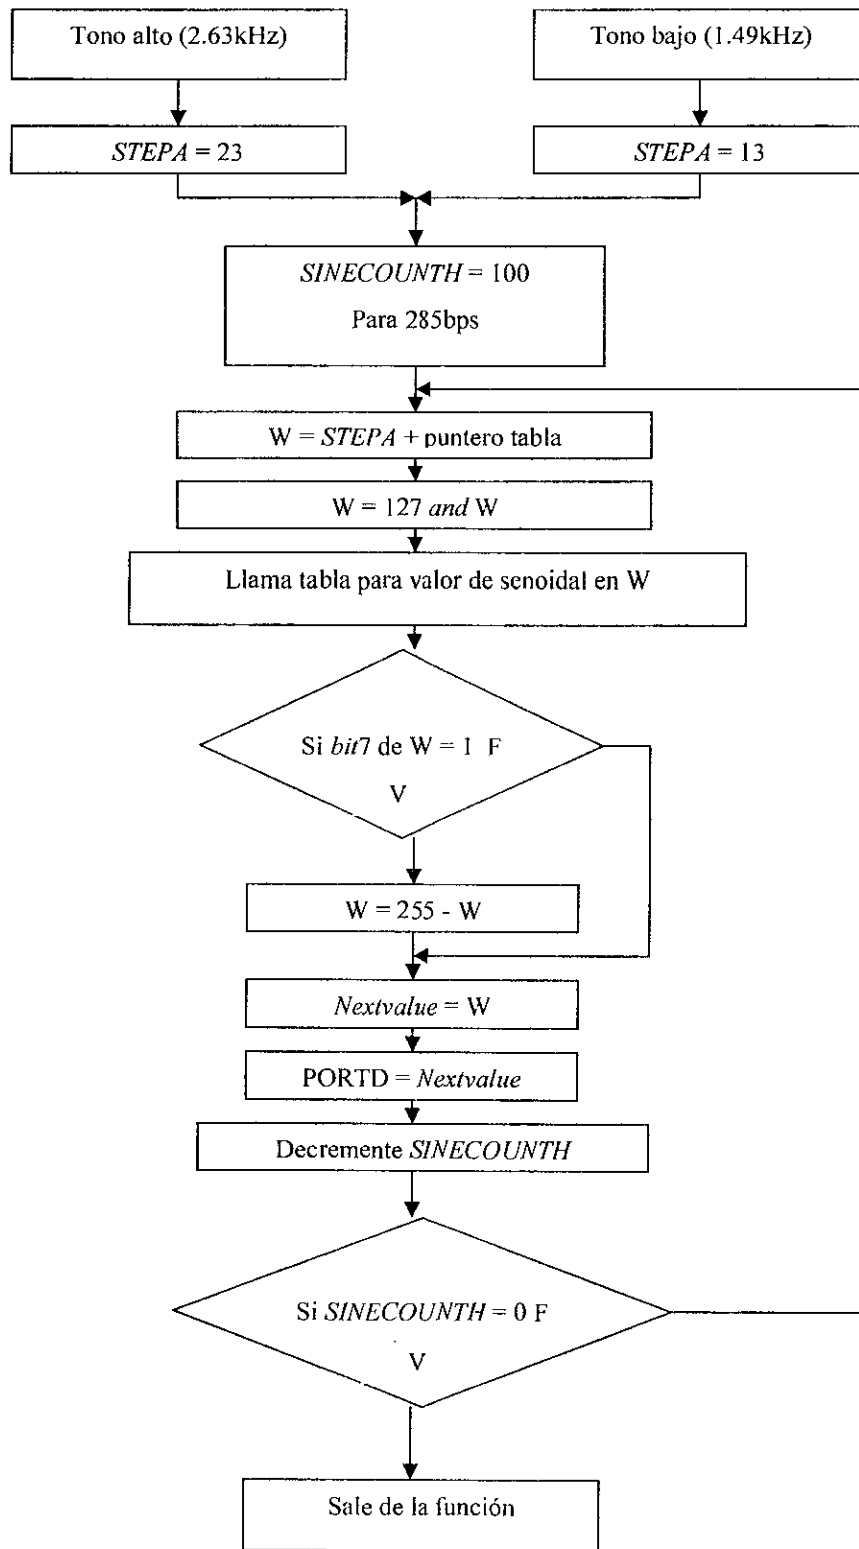 Tono alto (2.63kHz)
Tono bajo (1.49kHz)
STEPA = 23
STEPA = 13
SINECOUNTH = 100
Para 285bps
W = STEPA + puntero tabla
W = 127 and W
Llama tabla para valor de senoidal en W
Si bit7 de W = 1 F
V
W = 255 - W
Nextvalue = W
PORTD = Nextvalue
Decremente SINECOUNTH
Si SINECOUNTH = 0 F
V
Sale de la función